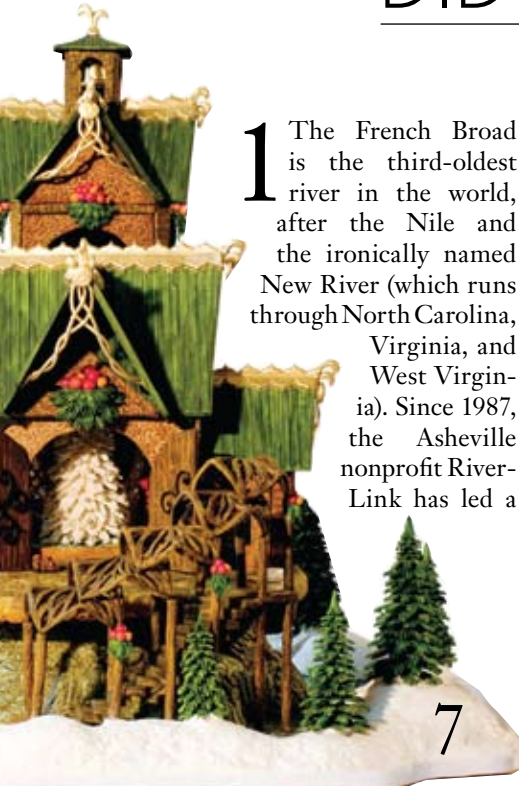 1 The French Broad
is the third-oldest
river in the world,
after the Nile and
the ironically named
New River (which runs
through North Carolina,
Virginia, and
West Virgin-
ia). Since 1987,
the Asheville
nonprofit River-
Link has led a
7